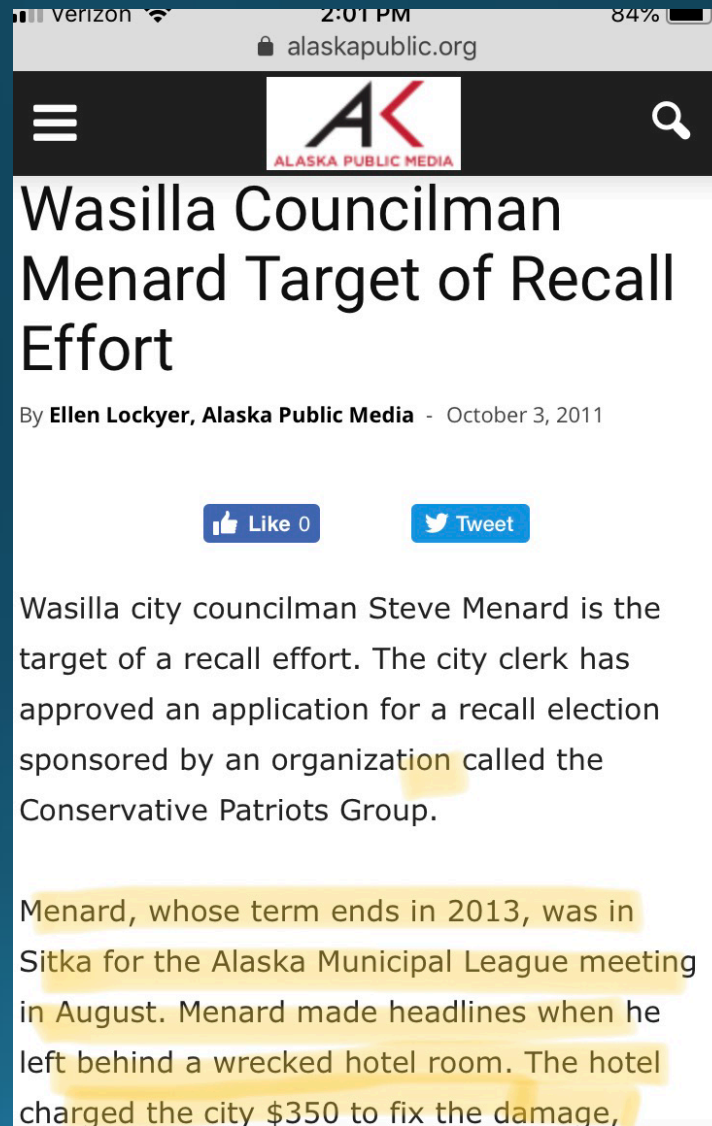 verizon 2:01 PM 84%
alaskapublic.org
AK
ALASKA PUBLIC MEDIA
Wasilla Councilman
Menard Target of Recall
Effort
By Ellen Lockyer, Alaska Public Media - October 3, 2011
Like 0 Tweet
Wasilla city councilman Steve Menard is the
target of a recall effort. The city clerk has
approved an application for a recall election
sponsored by an organization called the
Conservative Patriots Group.
Menard, whose term ends in 2013, was in
Sitka for the Alaska Municipal League meeting
in August. Menard made headlines when he
left behind a wrecked hotel room. The hotel
charged the city $350 to fix the damage,